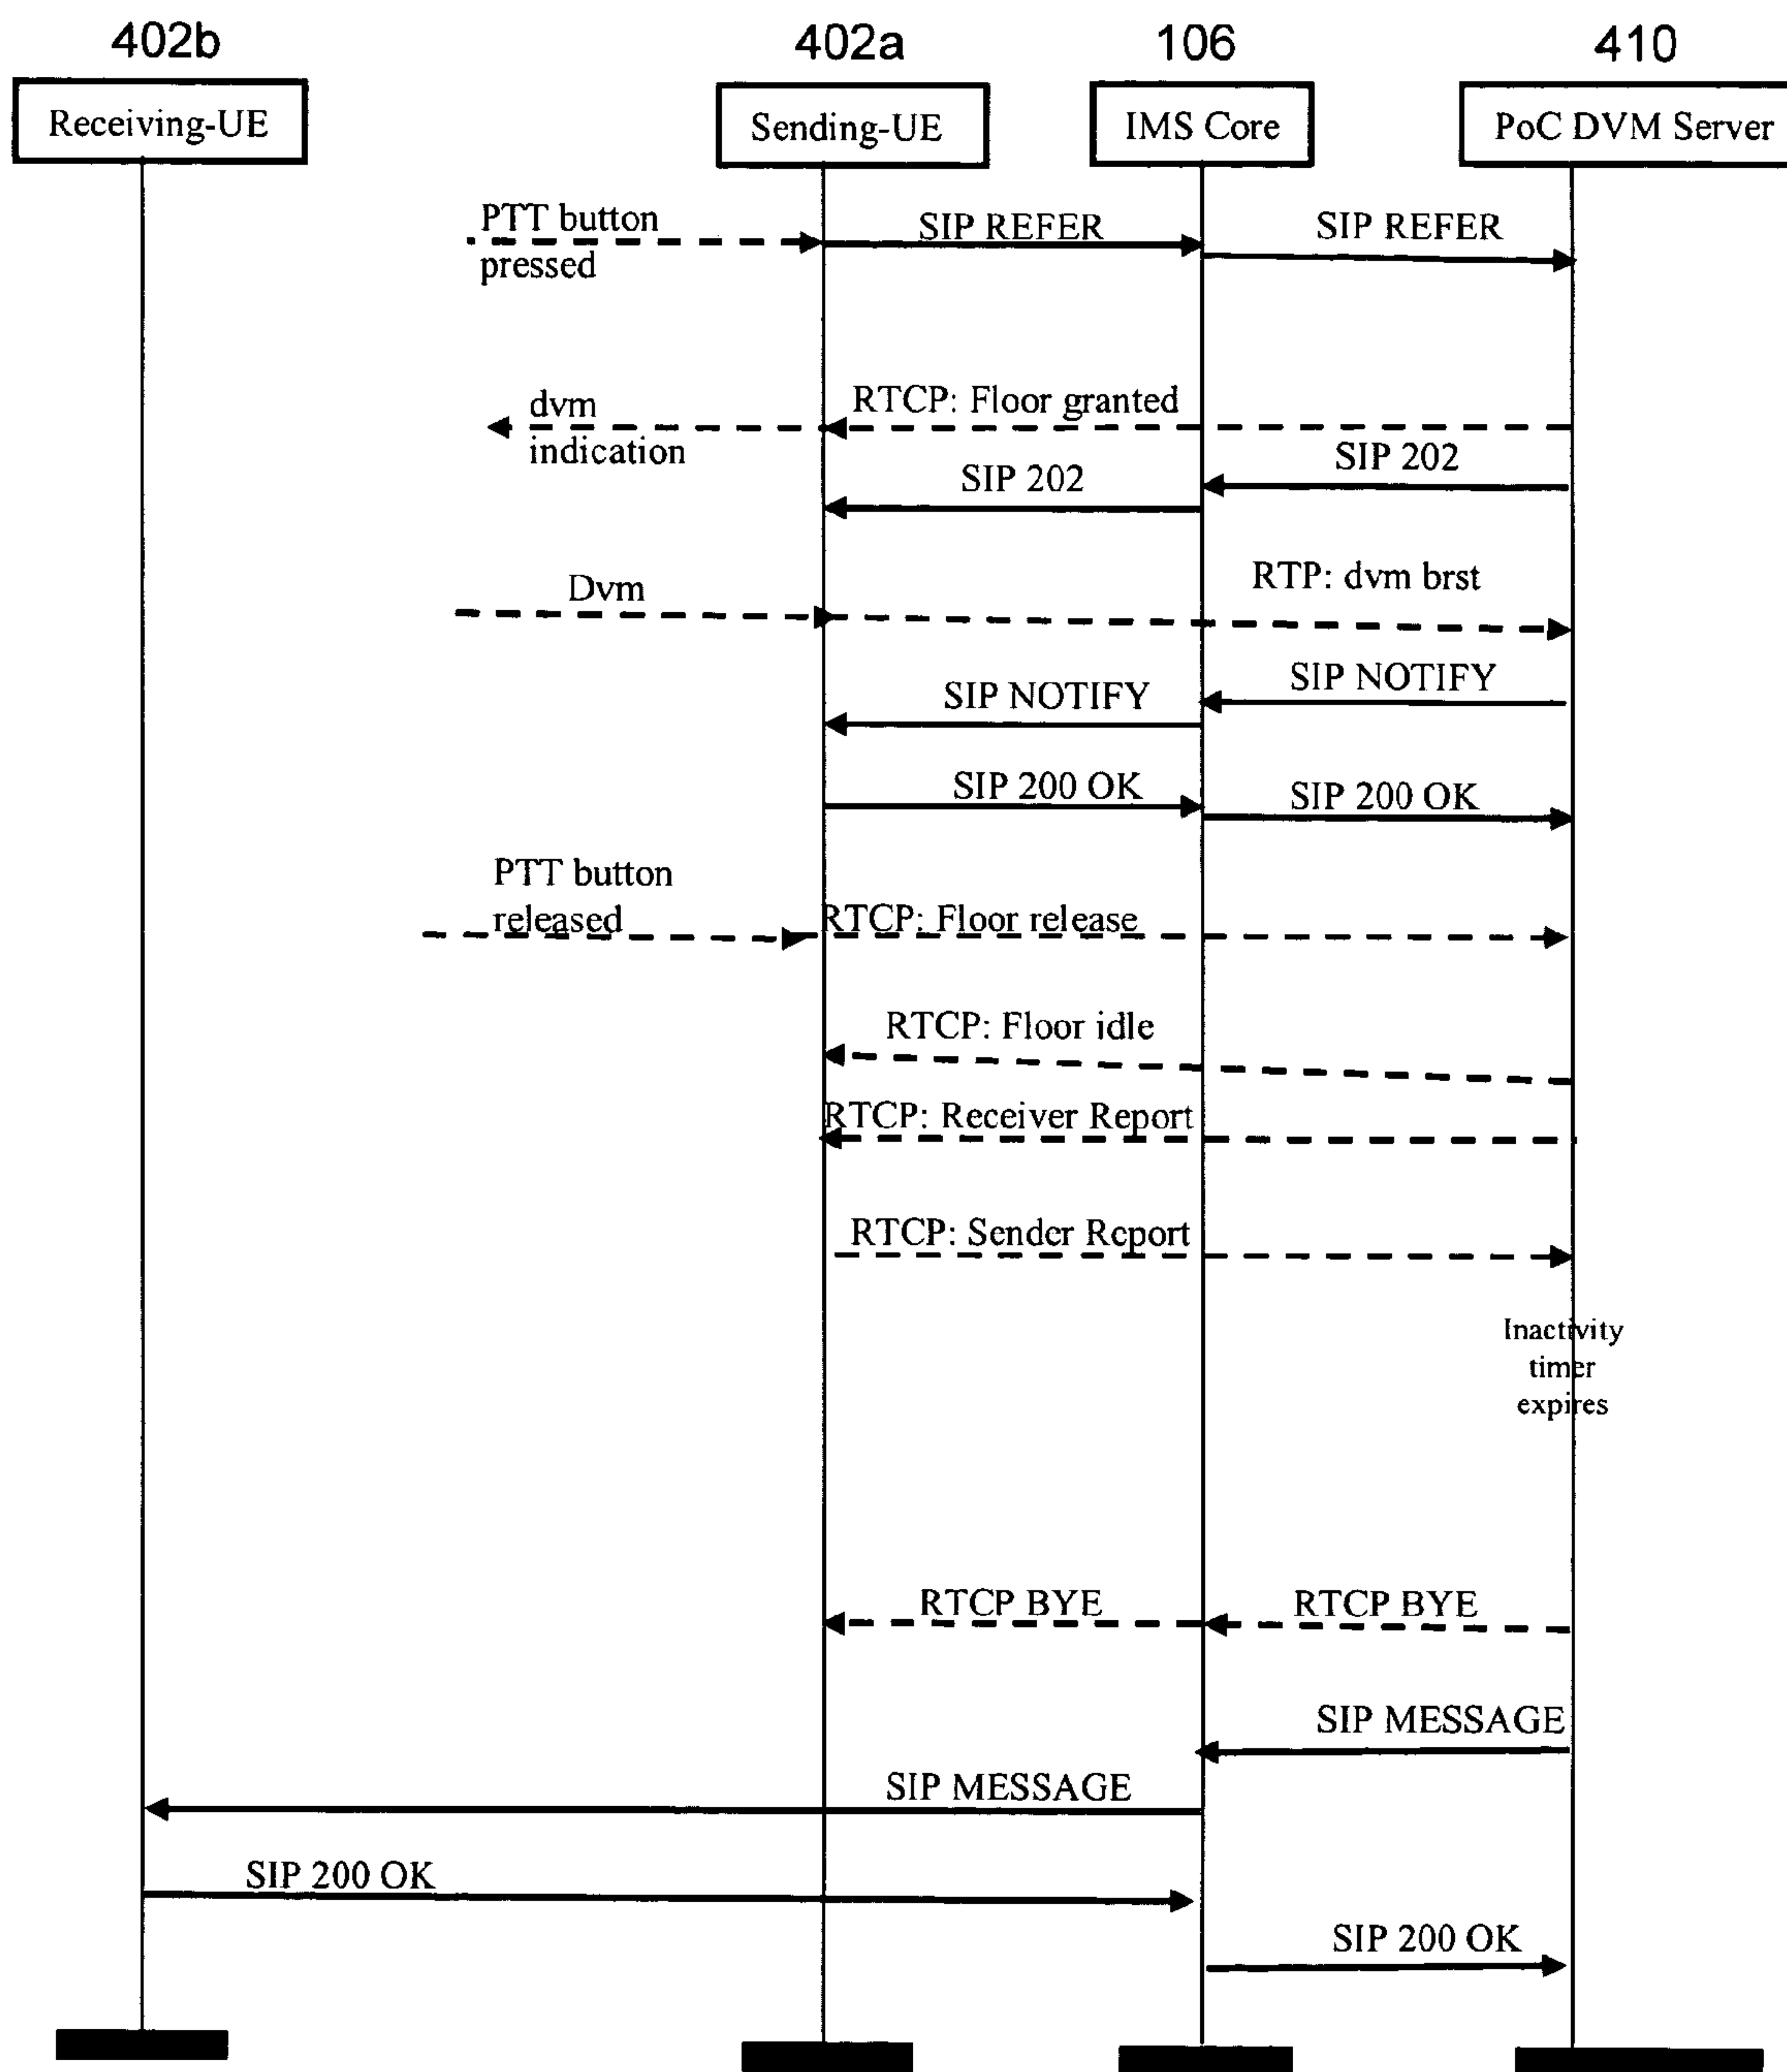 402b 402a 106 410
Receiving-UE Sending-UE IMS Core PoC DVM Server
PTT button
pressed
SIP REFER
SIP REFER
dvm
indication
RTCP: Floor granted
SIP 202
SIP 202
Dvm
RTP: dvm brst
SIP NOTIFY
SIP NOTIFY
SIP 200 OK
SIP 200 OK
PTT button
released
RTCP: Floor release
RTCP: Floor idle
RTCP: Receiver Report
RTCP: Sender Report
Inactivity
timer
expires
RTCP BYE
RTCP BYE
SIP MESSAGE
SIP MESSAGE
SIP 200 OK
SIP 200 OK